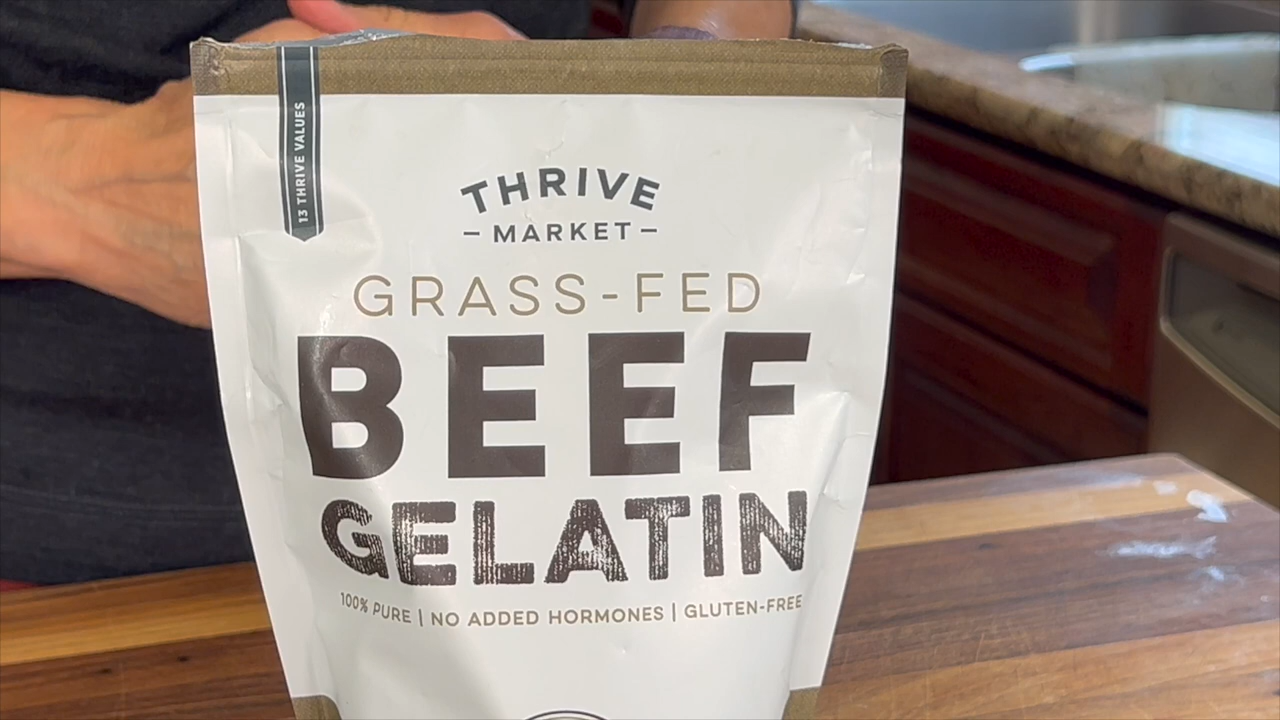 13 THRIVE VALUES
THRIVE
– MARKET –
GRASS-FED
BEEF
GELATIN
100% PURE | NO ADDED HORMONES | GLUTEN-FREE